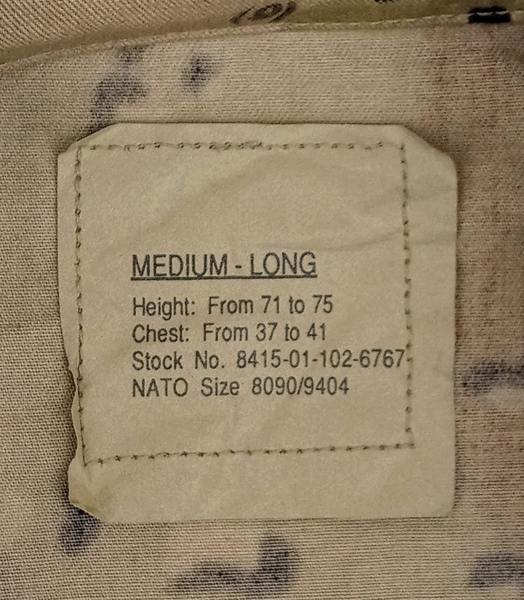 MEDIUM - LONG
Height: From 71 to 75
Chest: From 37 to 41
Stock No. 8415-01-102-6767
NATO Size 8090/9404